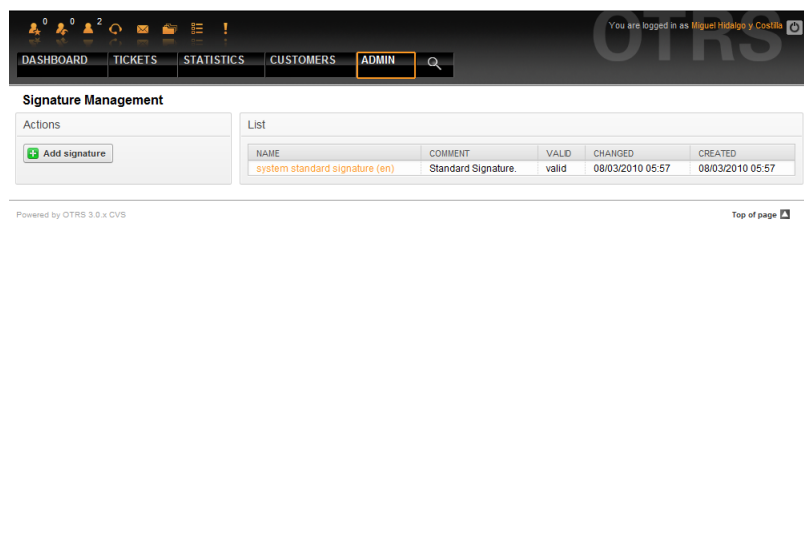 0 0 2
OTRS
You are logged in as Miguel Hidalgo y Costilla
DASHBOARD TICKETS STATISTICS CUSTOMERS ADMIN
Signature Management
Actions
Add signature
List
NAME COMMENT VALID CHANGED CREATED
system standard signature (en) Standard Signature. valid 08/03/2010 05:57 08/03/2010 05:57
Powered by OTRS 3.0.x CVS
Top of page